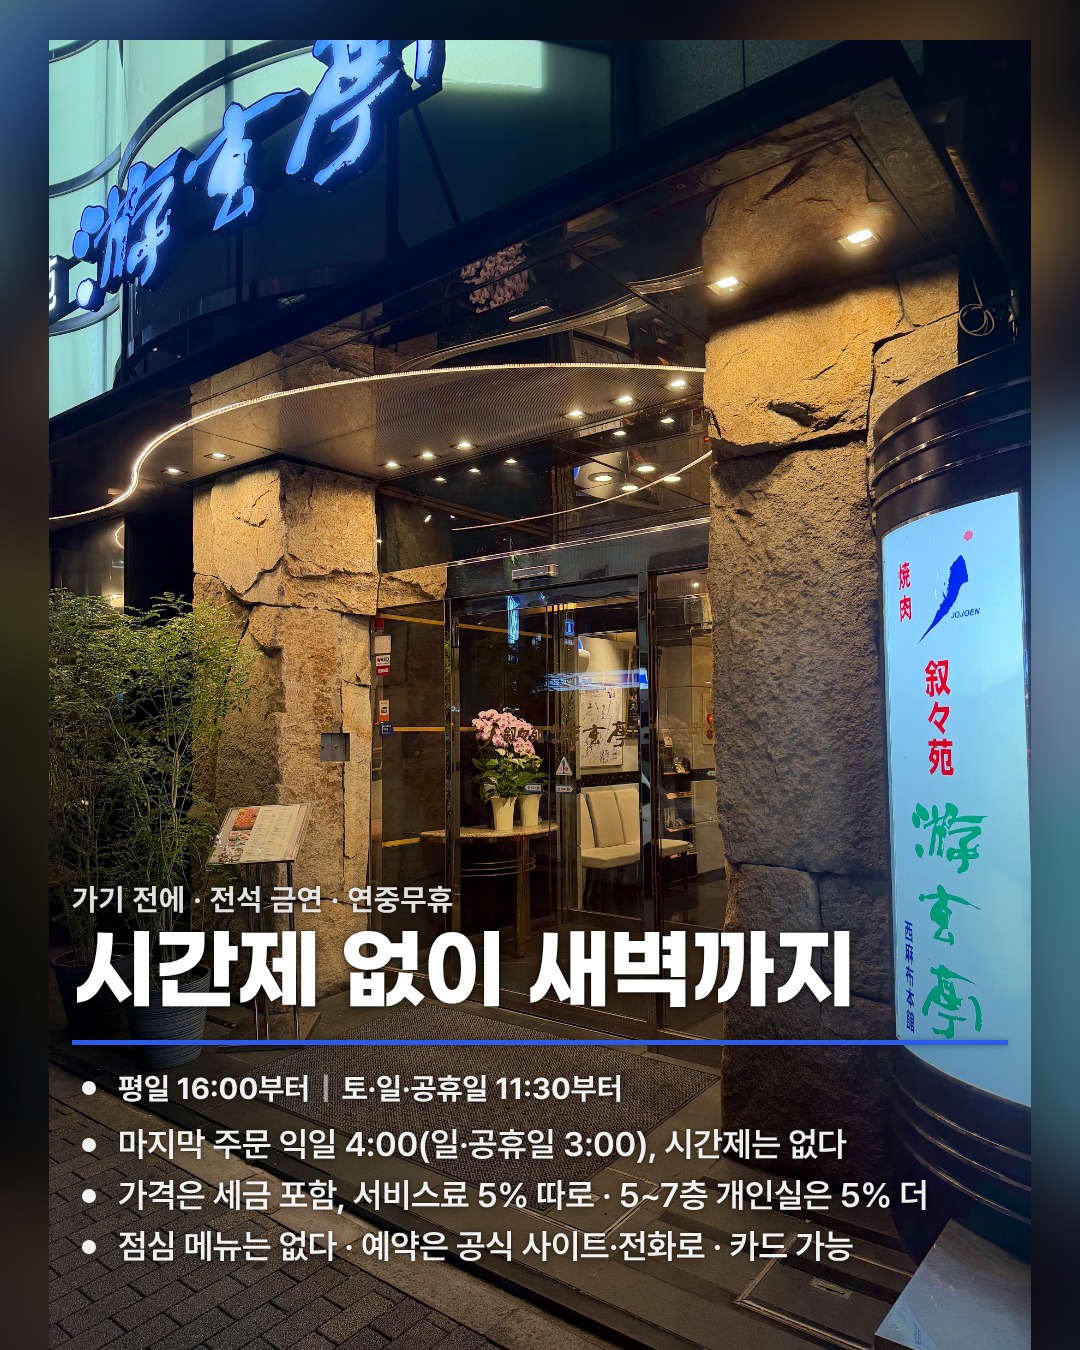 游玄亭
焼肉
JOJOEN
叙々苑
游玄亭
西麻布本館
叙々苑 游玄亭
가기 전에 · 전석 금연 · 연중무휴
시간제 없이 새벽까지
평일 16:00부터 | 토·일·공휴일 11:30부터
마지막 주문 익일 4:00(일·공휴일 3:00), 시간제는 없다
가격은 세금 포함, 서비스료 5% 따로 · 5~7층 개인실은 5% 더
점심 메뉴는 없다 · 예약은 공식 사이트·전화로 · 카드 가능